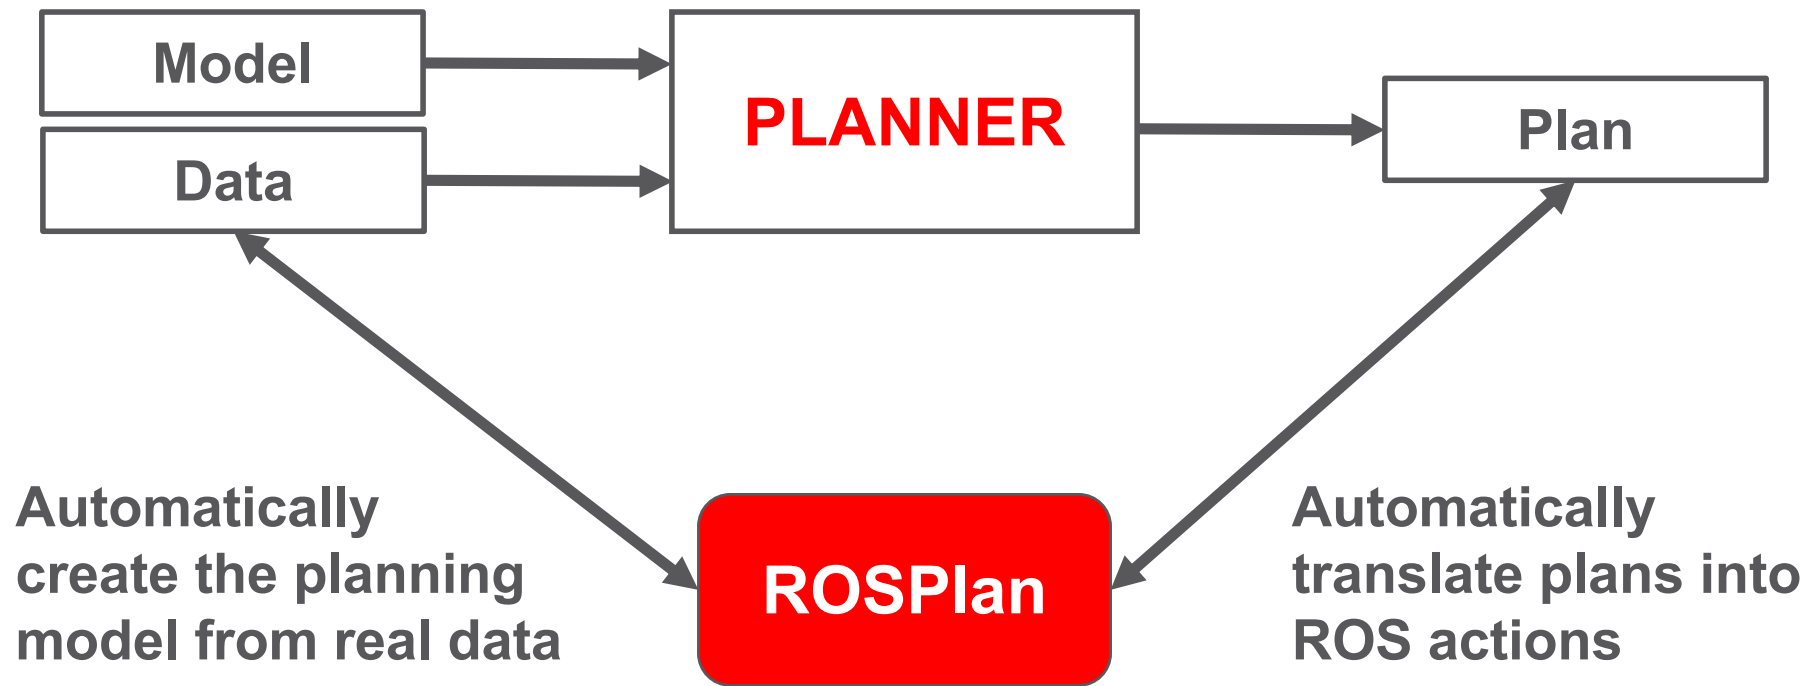 Model
Data
PLANNER
Plan
Automatically
create the planning
model from real data
ROSPlan
Automatically
translate plans into
ROS actions